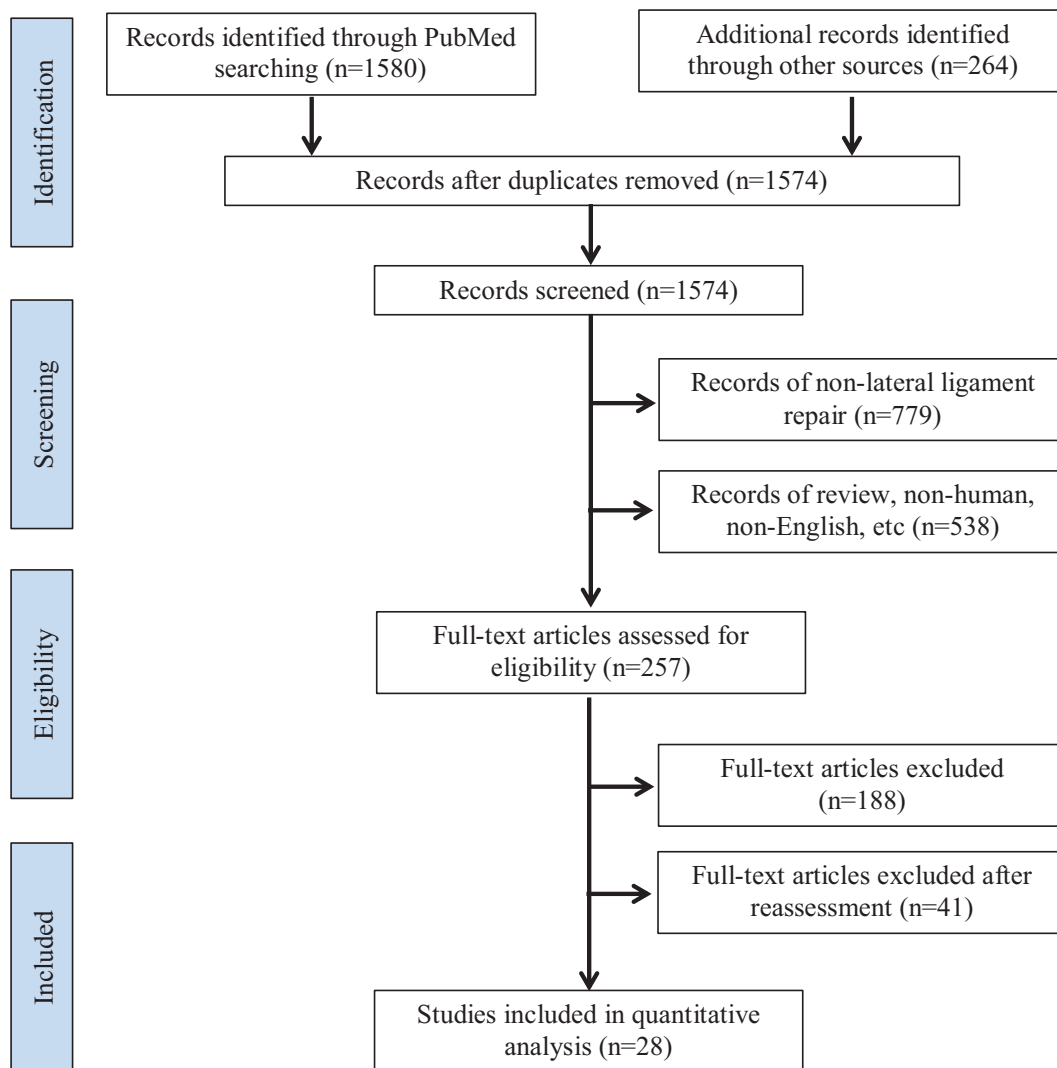 Records identified through PubMed
searching (n=1580)
Additional records identified
through other sources (n=264)
Identification
Records after duplicates removed (n=1574)
Records screened (n=1574)
Screening
Records of non-lateral ligament
repair (n=779)
Records of review, non-human,
non-English, etc (n=538)
Eligibility
Full-text articles assessed for
eligibility (n=257)
Full-text articles excluded
(n=188)
Included
Full-text articles excluded after
reassessment (n=41)
Studies included in quantitative
analysis (n=28)